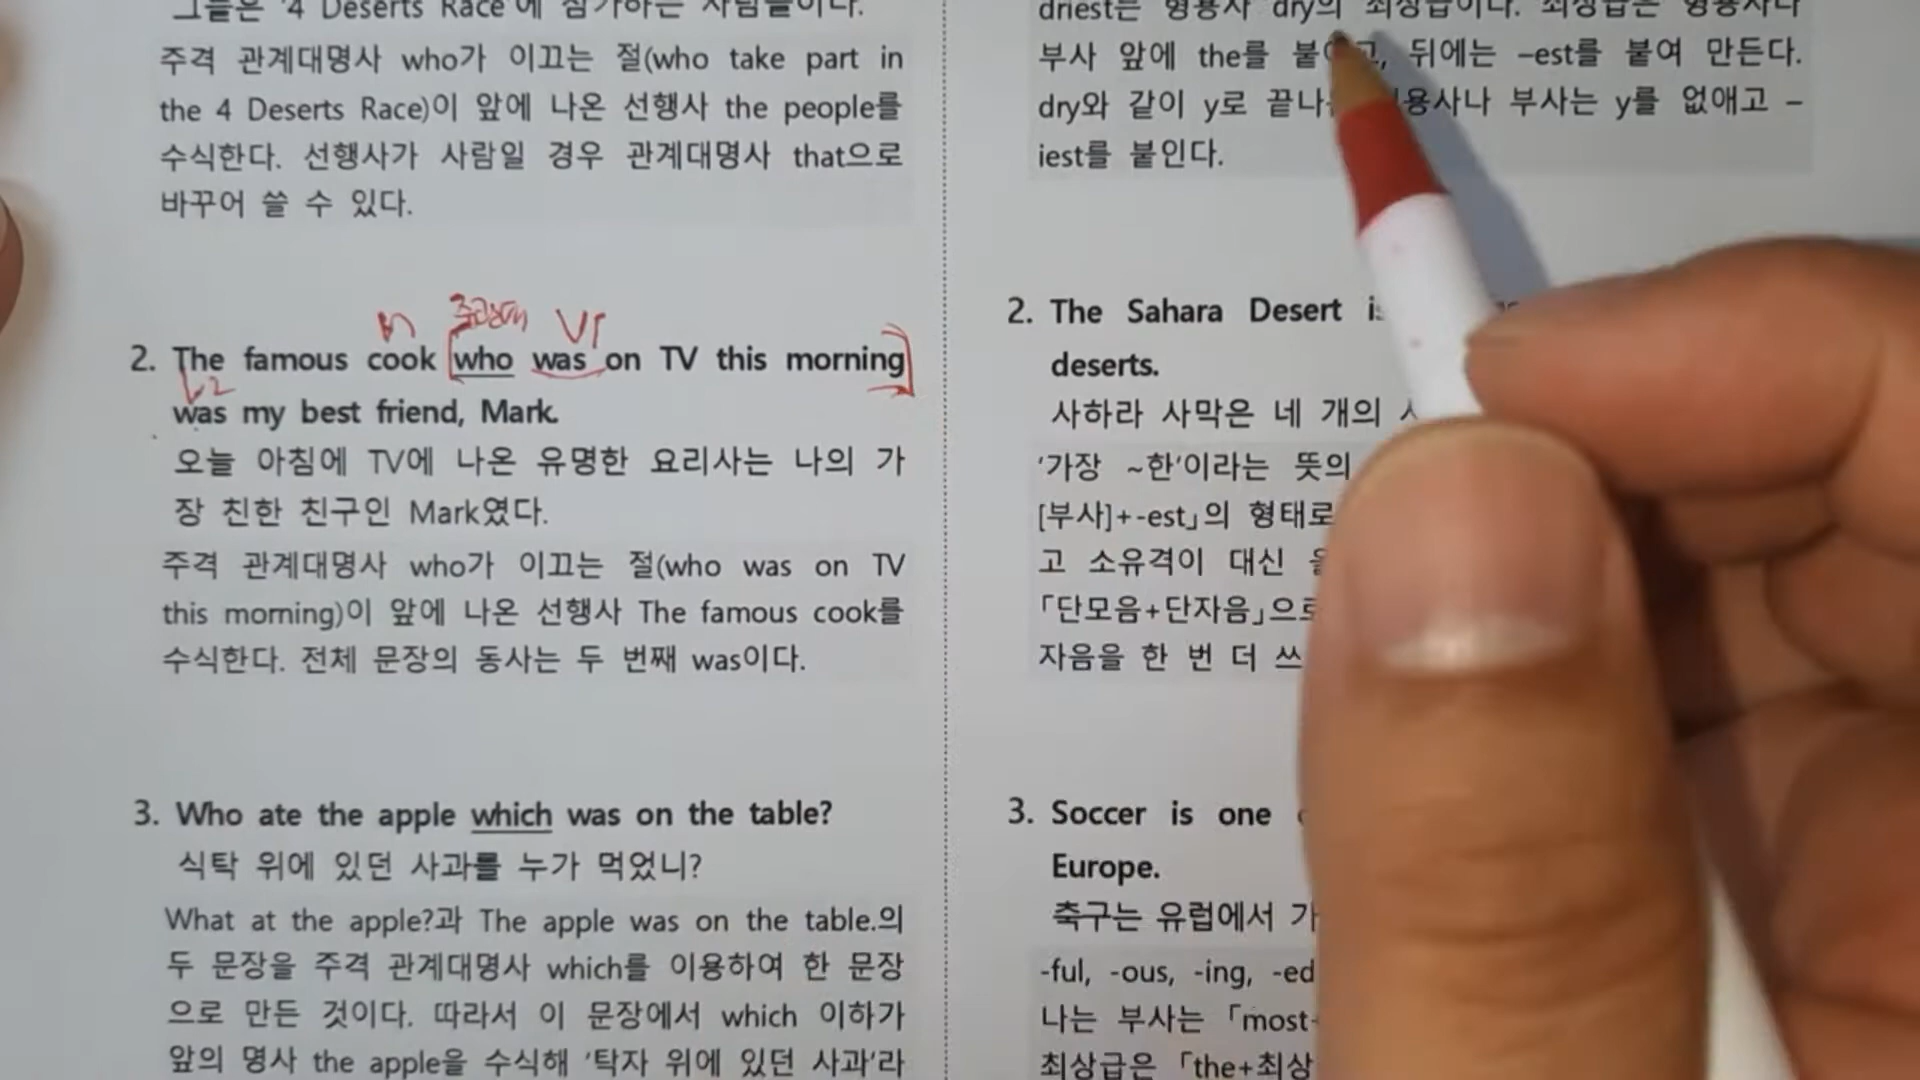 그들은 '4 Deserts Race'에 참가하는 사람들이다.
주격 관계대명사 who가 이끄는 절(who take part in
the 4 Deserts Race)이 앞에 나온 선행사 the people를
수식한다. 선행사가 사람일 경우 관계대명사 that으로
바꾸어 쓸 수 있다.
n 주관대 V1
2. The famous cook [who was on TV this morning]
V2
was my best friend, Mark.
오늘 아침에 TV에 나온 유명한 요리사는 나의 가
장 친한 친구인 Mark였다.
주격 관계대명사 who가 이끄는 절(who was on TV
this morning)이 앞에 나온 선행사 The famous cook를
수식한다. 전체 문장의 동사는 두 번째 was이다.
3. Who ate the apple which was on the table?
식탁 위에 있던 사과를 누가 먹었니?
What at the apple?과 The apple was on the table.의
두 문장을 주격 관계대명사 which를 이용하여 한 문장
으로 만든 것이다. 따라서 이 문장에서 which 이하가
앞의 명사 the apple을 수식해 '탁자 위에 있던 사과'라
driest는 형용사 dry의 최상급이다. 최상급은 형용사나
부사 앞에 the를 뒤에는 –est를 붙여 만든다.
dry와 같이 y로 부사는 y를 없애고 –
iest를 붙인다.
2. The Sahara Desert
deserts.
사하라 사막은 네 개의
'가장 ~한'이라는 뜻의
[부사]+-est」의 형태로
고 소유격이 대신
「단모음+단자음」으로
자음을 한 번 더
3. Soccer is one
Europe.
축구는 유럽에서
-ful, -ous, -ing, -ed
나는 부사는 「most
최상급은 「the+최상